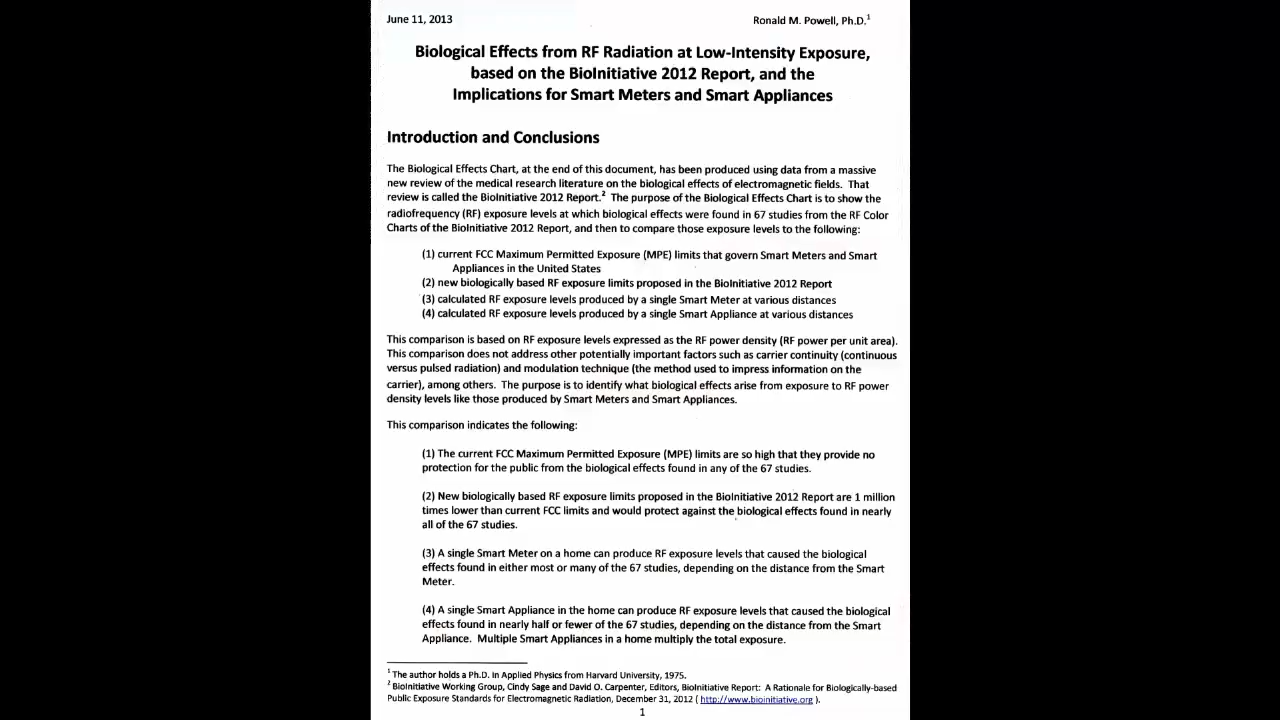 June 11, 2013
Ronald M. Powell, Ph.D.1
Biological Effects from RF Radiation at Low-Intensity Exposure,
based on the BioInitiative 2012 Report, and the
Implications for Smart Meters and Smart Appliances
Introduction and Conclusions
The Biological Effects Chart, at the end of this document, has been produced using data from a massive
new review of the medical research literature on the biological effects of electromagnetic fields. That
review is called the BioInitiative 2012 Report.2 The purpose of the Biological Effects Chart is to show the
radiofrequency (RF) exposure levels at which biological effects were found in 67 studies from the RF Color
Charts of the BioInitiative 2012 Report, and then to compare those exposure levels to the following:
(1) current FCC Maximum Permitted Exposure (MPE) limits that govern Smart Meters and Smart
Appliances in the United States
(2) new biologically based RF exposure limits proposed in the BioInitiative 2012 Report
(3) calculated RF exposure levels produced by a single Smart Meter at various distances
(4) calculated RF exposure levels produced by a single Smart Appliance at various distances
This comparison is based on RF exposure levels expressed as the RF power density (RF power per unit area).
This comparison does not address other potentially important factors such as carrier continuity (continuous
versus pulsed radiation) and modulation technique (the method used to impress information on the
carrier), among others. The purpose is to identify what biological effects arise from exposure to RF power
density levels like those produced by Smart Meters and Smart Appliances.
This comparison indicates the following:
(1) The current FCC Maximum Permitted Exposure (MPE) limits are so high that they provide no
protection for the public from the biological effects found in any of the 67 studies.
(2) New biologically based RF exposure limits proposed in the BioInitiative 2012 Report are 1 million
times lower than current FCC limits and would protect against the biological effects found in nearly
all of the 67 studies.
(3) A single Smart Meter on a home can produce RF exposure levels that caused the biological
effects found in either most or many of the 67 studies, depending on the distance from the Smart
Meter.
(4) A single Smart Appliance in the home can produce RF exposure levels that caused the biological
effects found in nearly half or fewer of the 67 studies, depending on the distance from the Smart
Appliance. Multiple Smart Appliances in a home multiply the total exposure.
1 The author holds a Ph.D. in Applied Physics from Harvard University, 1975.
2 BioInitiative Working Group, Cindy Sage and David O. Carpenter, Editors, BioInitiative Report: A Rationale for Biologically-based
Public Exposure Standards for Electromagnetic Radiation, December 31, 2012 ( http://www.bioinitiative.org ).
1